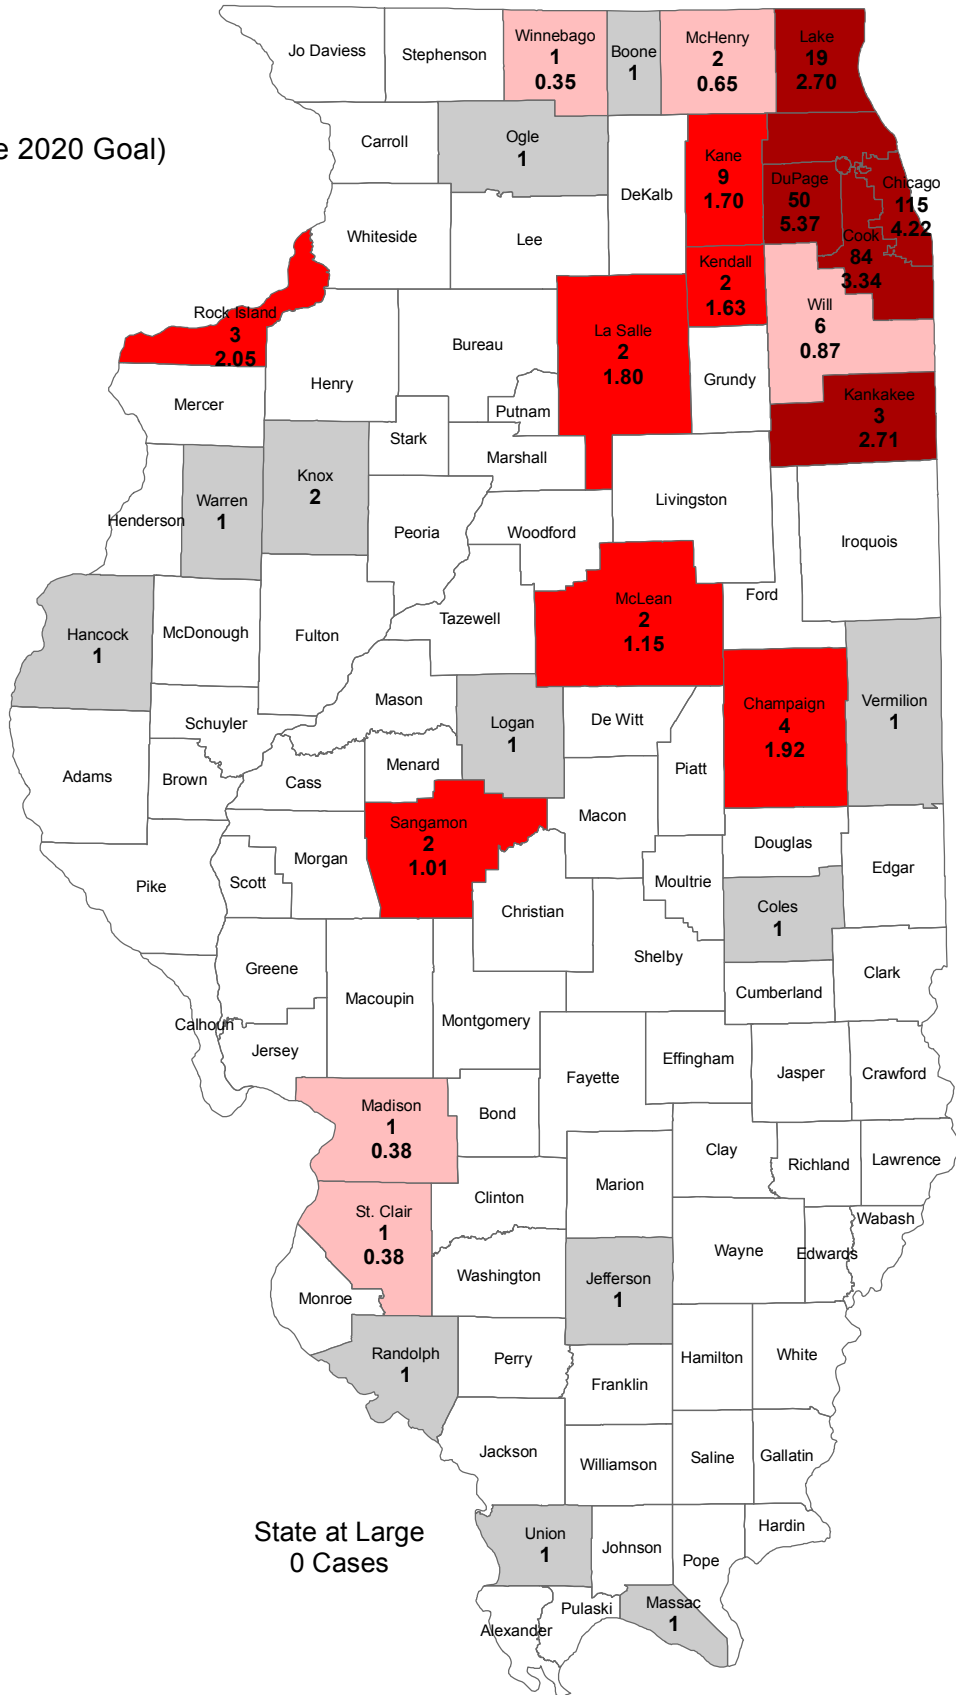 Jo Daviess
Stephenson
Winnebago
1
0.35
Boone
1
McHenry
2
0.65
Lake
19
2.70
e 2020 Goal)
Carroll
Ogle
1
DeKalb
Kane
9
1.70
DuPage
50
5.37
Chicago
115
4.22
Cook
84
3.34
Whiteside
Lee
Kendall
2
1.63
Rock Island
3
2.05
Bureau
La Salle
2
1.80
Will
6
0.87
Henry
Grundy
Mercer
Putnam
Kankakee
3
2.71
Stark
Marshall
Knox
2
Warren
1
Henderson
Peoria
Woodford
Livingston
Iroquois
Ford
McLean
2
1.15
Hancock
1
McDonough
Fulton
Tazewell
Mason
Logan
1
De Witt
Champaign
4
1.92
Vermilion
1
Schuyler
Adams
Brown
Cass
Menard
Piatt
Macon
Sangamon
2
1.01
Douglas
Morgan
Scott
Pike
Christian
Moultrie
Edgar
Coles
1
Shelby
Greene
Macoupin
Cumberland
Clark
Montgomery
Calhoun
Jersey
Fayette
Effingham
Jasper
Crawford
Madison
1
0.38
Bond
Clay
Richland
Lawrence
Marion
Clinton
St. Clair
1
0.38
Wabash
Wayne
Edwards
Washington
Jefferson
1
Monroe
Randolph
1
Perry
Hamilton
White
Franklin
Jackson
Williamson
Saline
Gallatin
State at Large
0 Cases
Union
1
Johnson
Hardin
Pope
Pulaski
Massac
1
Alexander